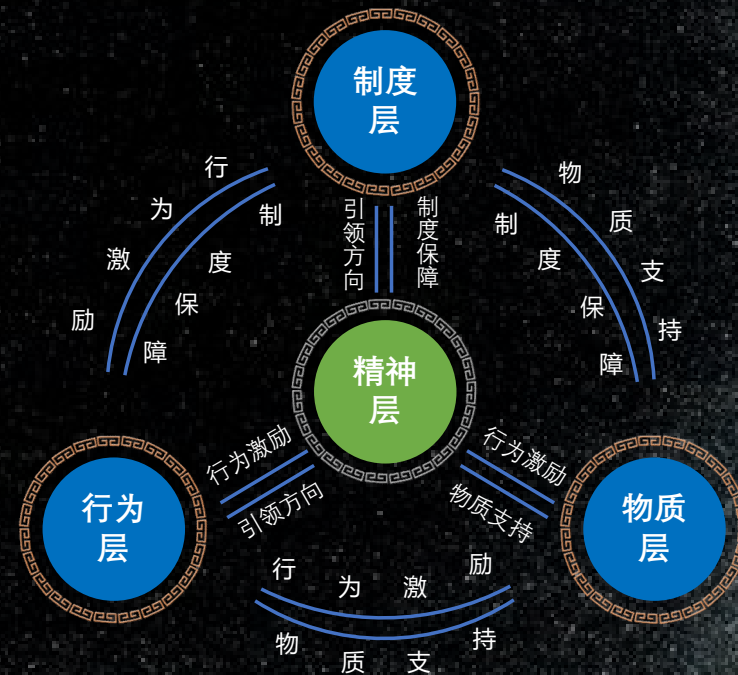 制度
层
行为激励
制度保障
引领方向
制度保障
物质支持
制度保障
精神
层
行为激励
引领方向
行为激励
物质支持
行为
层
物质
层
行为激励
物质支持